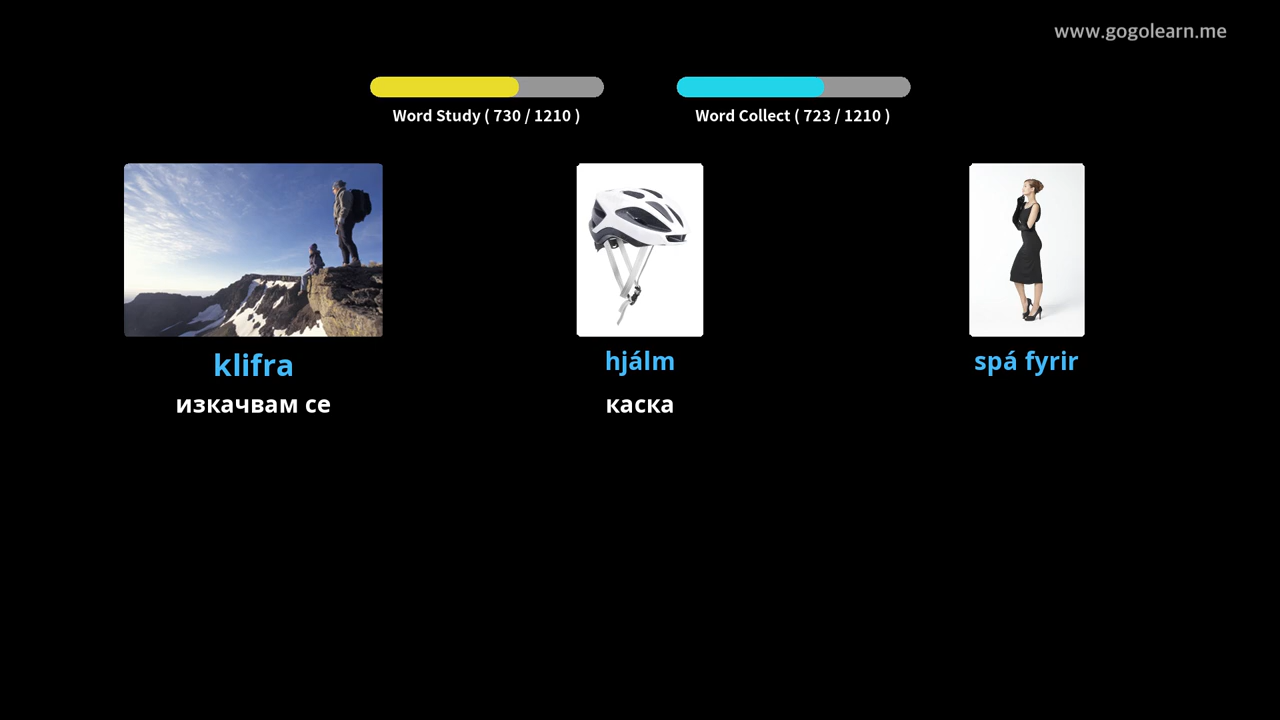 www.gogolearn.me
Word Study ( 730 / 1210 )
Word Collect ( 723 / 1210 )
klifra
hjálm
spá fyrir
изкачвам се
каска